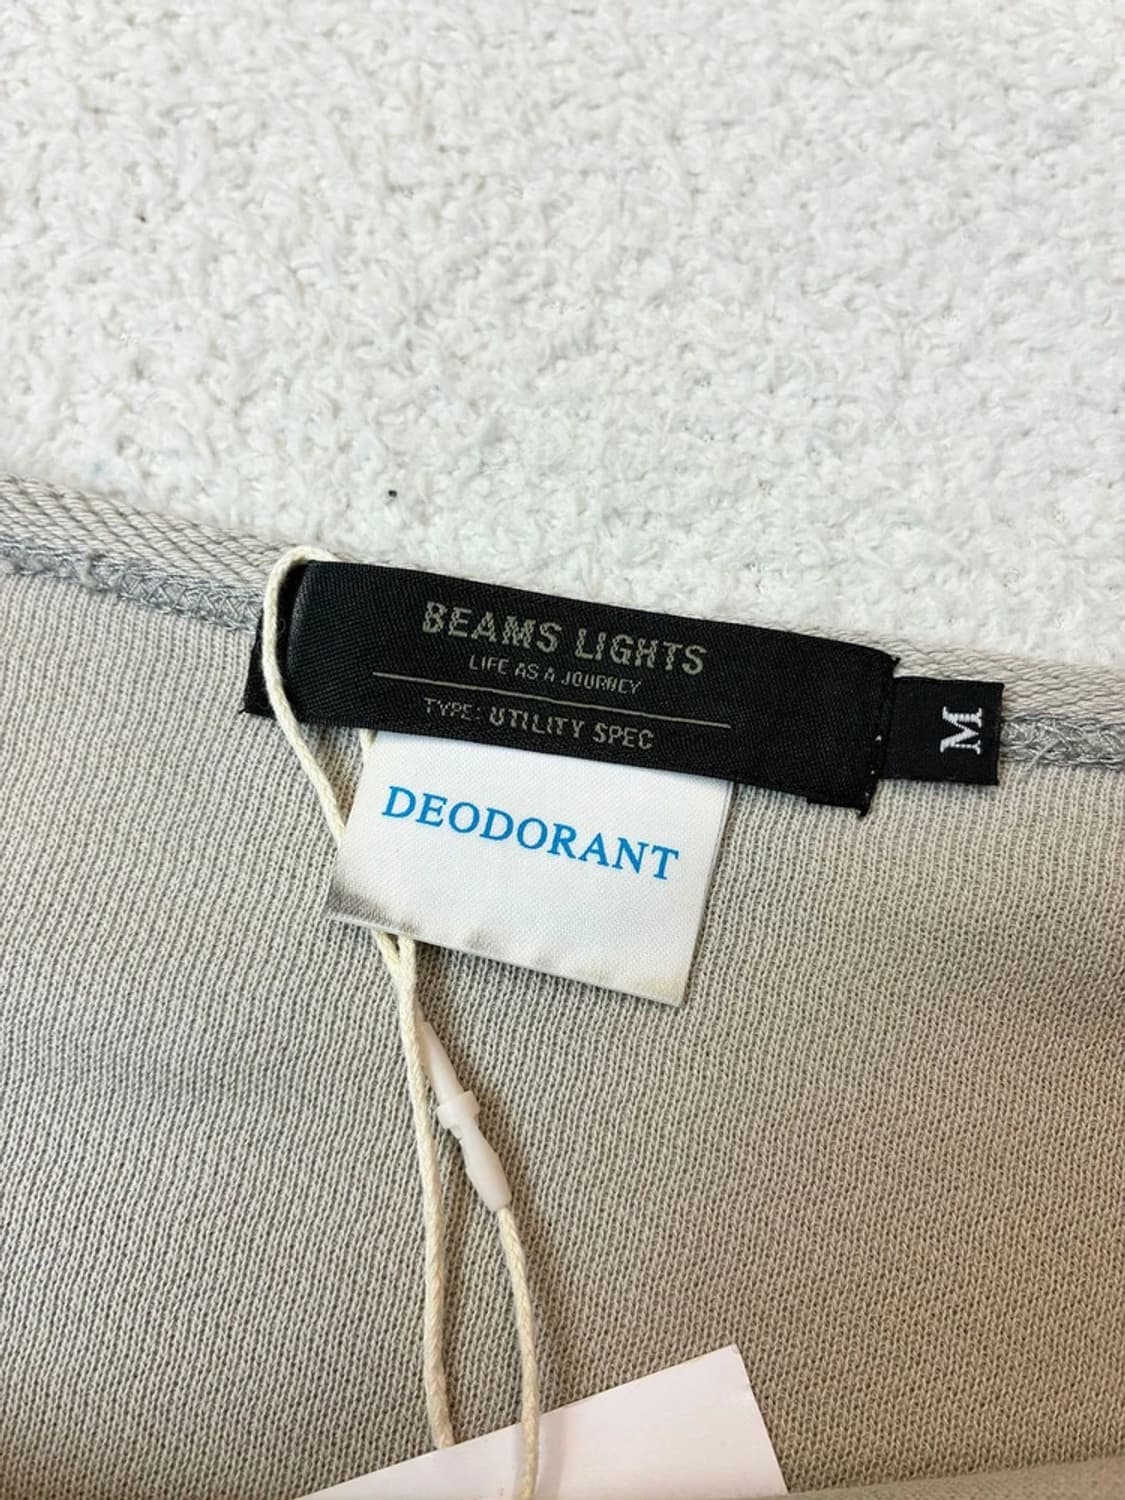 BEAMS LIGHTS
LIFE AS A JOURNEY
TYPE: UTILITY SPEC
M
DEODORANT